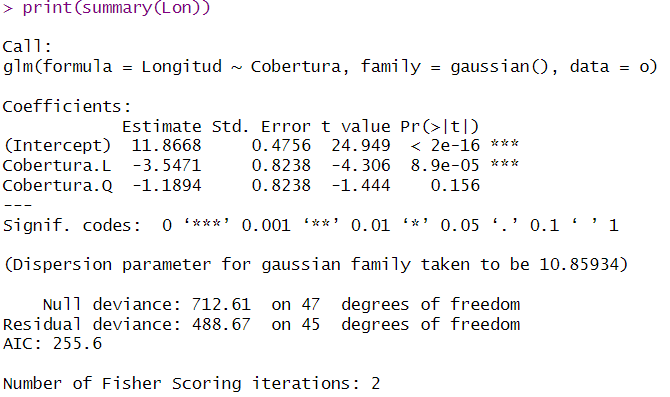 > print(summary(Lon))
Call:
glm(formula = Longitud ~ Cobertura, family = gaussian(), data = o)
Coefficients:
Estimate Std. Error t value Pr(>|t|)
(Intercept) 11.8668 0.4756 24.949 < 2e-16 ***
Cobertura.L -3.5471 0.8238 -4.306 8.9e-05 ***
Cobertura.Q -1.1894 0.8238 -1.444 0.156
---
Signif. codes: 0 ‘***’ 0.001 ‘**’ 0.01 ‘*’ 0.05 ‘.’ 0.1 ‘ ’ 1
(Dispersion parameter for gaussian family taken to be 10.85934)
Null deviance: 712.61 on 47 degrees of freedom
Residual deviance: 488.67 on 45 degrees of freedom
AIC: 255.6
Number of Fisher Scoring iterations: 2